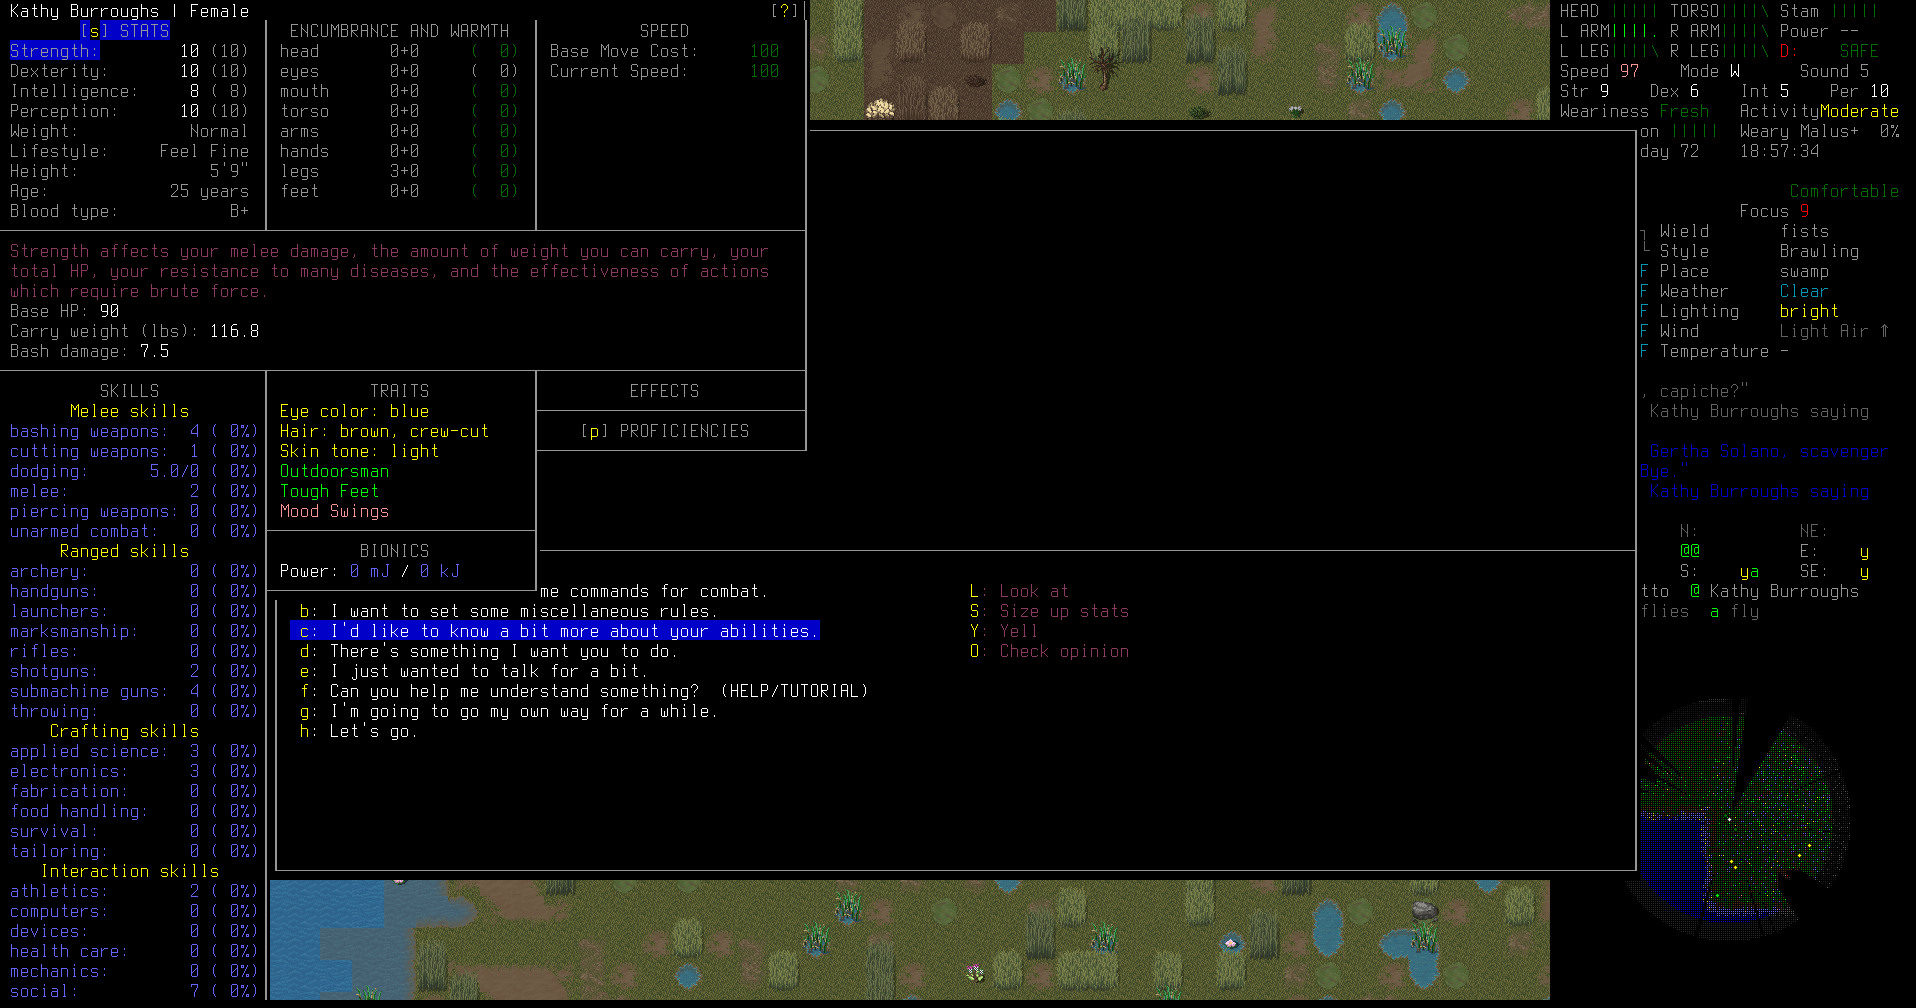 Kathy Burroughs | Female [?]
[s] STATS
Strength: 10 (10)
Dexterity: 10 (10)
Intelligence: 8 ( 8)
Perception: 10 (10)
Weight: Normal
Lifestyle: Feel Fine
Height: 5'9"
Age: 25 years
Blood type: B+
ENCUMBRANCE AND WARMTH
head 0+0 ( 0)
eyes 0+0 ( 0)
mouth 0+0 ( 0)
torso 0+0 ( 0)
arms 0+0 ( 0)
hands 0+0 ( 0)
legs 3+0 ( 0)
feet 0+0 ( 0)
SPEED
Base Move Cost: 100
Current Speed: 100
Strength affects your melee damage, the amount of weight you can carry, your
total HP, your resistance to many diseases, and the effectiveness of actions
which require brute force.
Base HP: 90
Carry weight (lbs): 116.8
Bash damage: 7.5
SKILLS
Melee skills
bashing weapons: 4 ( 0%)
cutting weapons: 1 ( 0%)
dodging: 5.0/0 ( 0%)
melee: 2 ( 0%)
piercing weapons: 0 ( 0%)
unarmed combat: 0 ( 0%)
Ranged skills
archery: 0 ( 0%)
handguns: 0 ( 0%)
launchers: 0 ( 0%)
marksmanship: 0 ( 0%)
rifles: 0 ( 0%)
shotguns: 2 ( 0%)
submachine guns: 4 ( 0%)
throwing: 0 ( 0%)
Crafting skills
applied science: 3 ( 0%)
electronics: 3 ( 0%)
fabrication: 0 ( 0%)
food handling: 0 ( 0%)
survival: 0 ( 0%)
tailoring: 0 ( 0%)
Interaction skills
athletics: 2 ( 0%)
computers: 0 ( 0%)
devices: 0 ( 0%)
health care: 0 ( 0%)
mechanics: 0 ( 0%)
social: 7 ( 0%)
TRAITS
Eye color: blue
Hair: brown, crew-cut
Skin tone: light
Outdoorsman
Tough Feet
Mood Swings
BIONICS
Power: 0 mJ / 0 kJ
EFFECTS
[p] PROFICIENCIES
me commands for combat.
b: I want to set some miscellaneous rules.
c: I'd like to know a bit more about your abilities.
d: There's something I want you to do.
e: I just wanted to talk for a bit.
f: Can you help me understand something? (HELP/TUTORIAL)
g: I'm going to go my own way for a while.
h: Let's go.
L: Look at
S: Size up stats
Y: Yell
O: Check opinion
HEAD ||||| TORSO||||\ Stam |||||
L ARM||||. R ARM||||\ Power --
L LEG||||\ R LEG||||\ D: SAFE
Speed 97 Mode W Sound 5
Str 9 Dex 6 Int 5 Per 10
Weariness Fresh Activity Moderate
on ||||| Weary Malus+ 0%
day 72 18:57:34
Comfortable
Focus 9
┐ Wield fists
└ Style Brawling
F Place swamp
F Weather Clear
F Lighting bright
F Wind Light Air ⇑
F Temperature -
, capiche?"
Kathy Burroughs saying
Gertha Solano, scavenger
Bye."
Kathy Burroughs saying
N: NE:
@@ E: y
S: ya SE: y
tto @ Kathy Burroughs
flies a fly